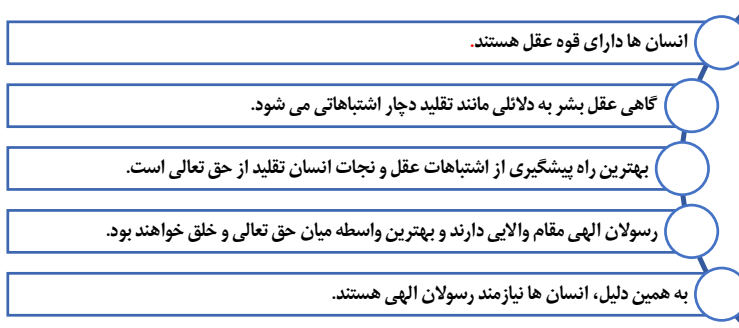 انسان ها دارای قوه عقل هستند.
گاهی عقل بشر به دلائلی مانند تقلید دچار اشتباهاتی می شود.
بهترین راه پیشگیری از اشتباهات عقل و نجات انسان تقلید از حق تعالی است.
رسولان الهی مقام والایی دارند و بهترین واسطه میان حق تعالی و خلق خواهند بود.
به همین دلیل، انسان ها نیازمند رسولان الهی هستند.